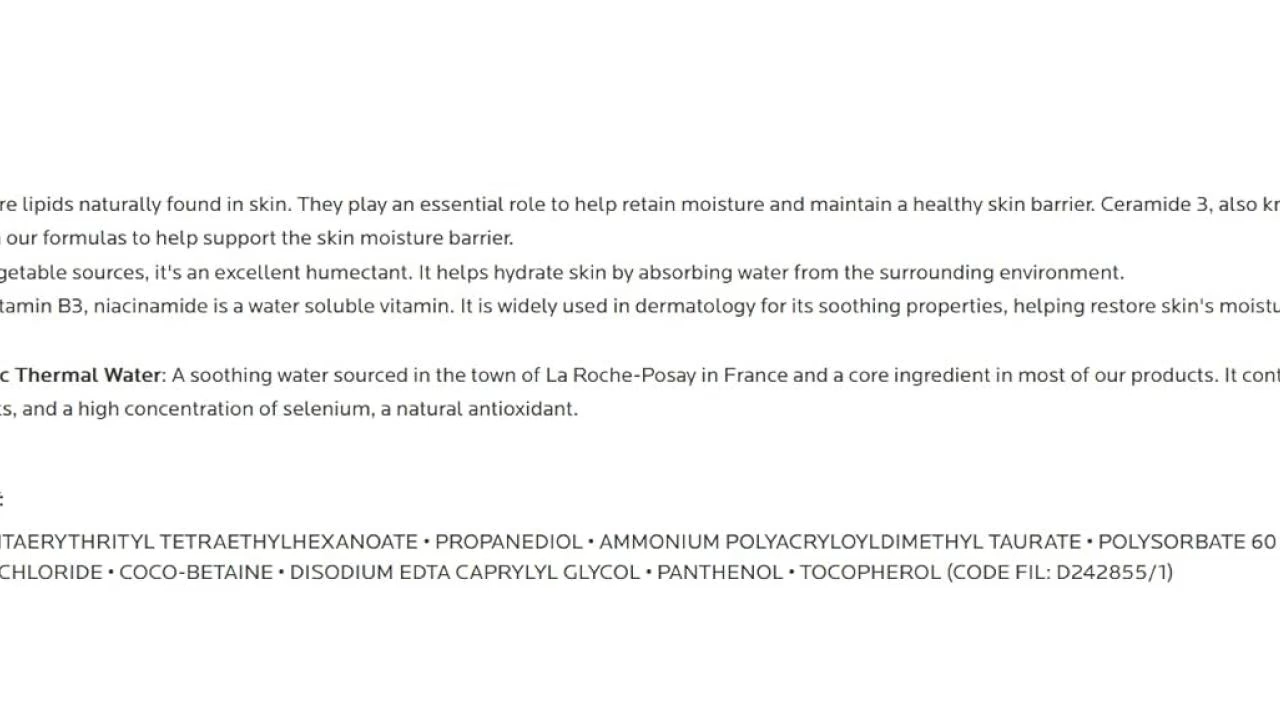 re lipids naturally found in skin. They play an essential role to help retain moisture and maintain a healthy skin barrier. Ceramide 3, also kn
our formulas to help support the skin moisture barrier.
getable sources, it's an excellent humectant. It helps hydrate skin by absorbing water from the surrounding environment.
tamin B3, niacinamide is a water soluble vitamin. It is widely used in dermatology for its soothing properties, helping restore skin's moistu
c Thermal Water: A soothing water sourced in the town of La Roche-Posay in France and a core ingredient in most of our products. It cont
ts, and a high concentration of selenium, a natural antioxidant.
:
ITAERYTHRITYL TETRAETHYLHEXANOATE • PROPANEDIOL • AMMONIUM POLYACRYLOYLDIMETHYL TAURATE • POLYSORBATE 60
CHLORIDE • COCO-BETAINE • DISODIUM EDTA CAPRYLYL GLYCOL • PANTHENOL • TOCOPHEROL (CODE FIL: D242855/1)